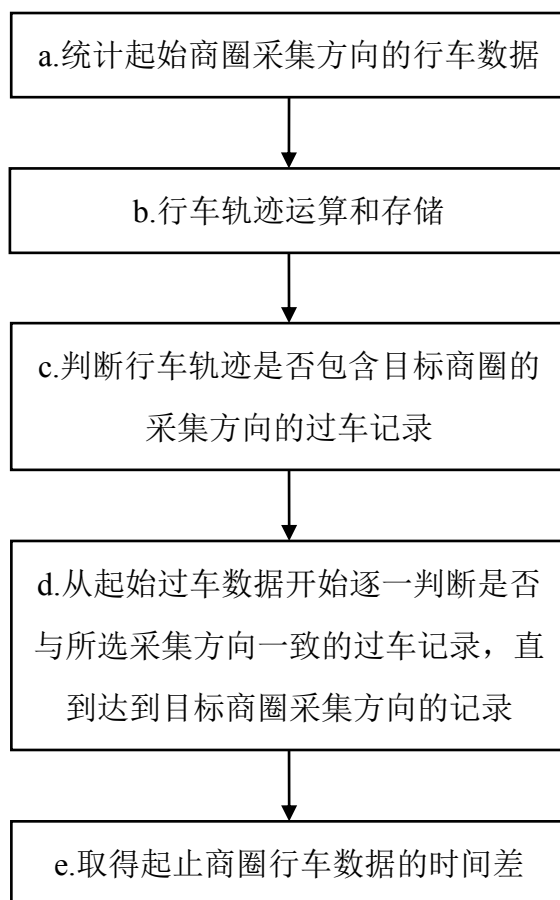 a.统计起始商圈采集方向的行车数据
b.行车轨迹运算和存储
c.判断行车轨迹是否包含目标商圈的
采集方向的过车记录
d.从起始过车数据开始逐一判断是否
与所选采集方向一致的过车记录，直
到达到目标商圈采集方向的记录
e.取得起止商圈行车数据的时间差